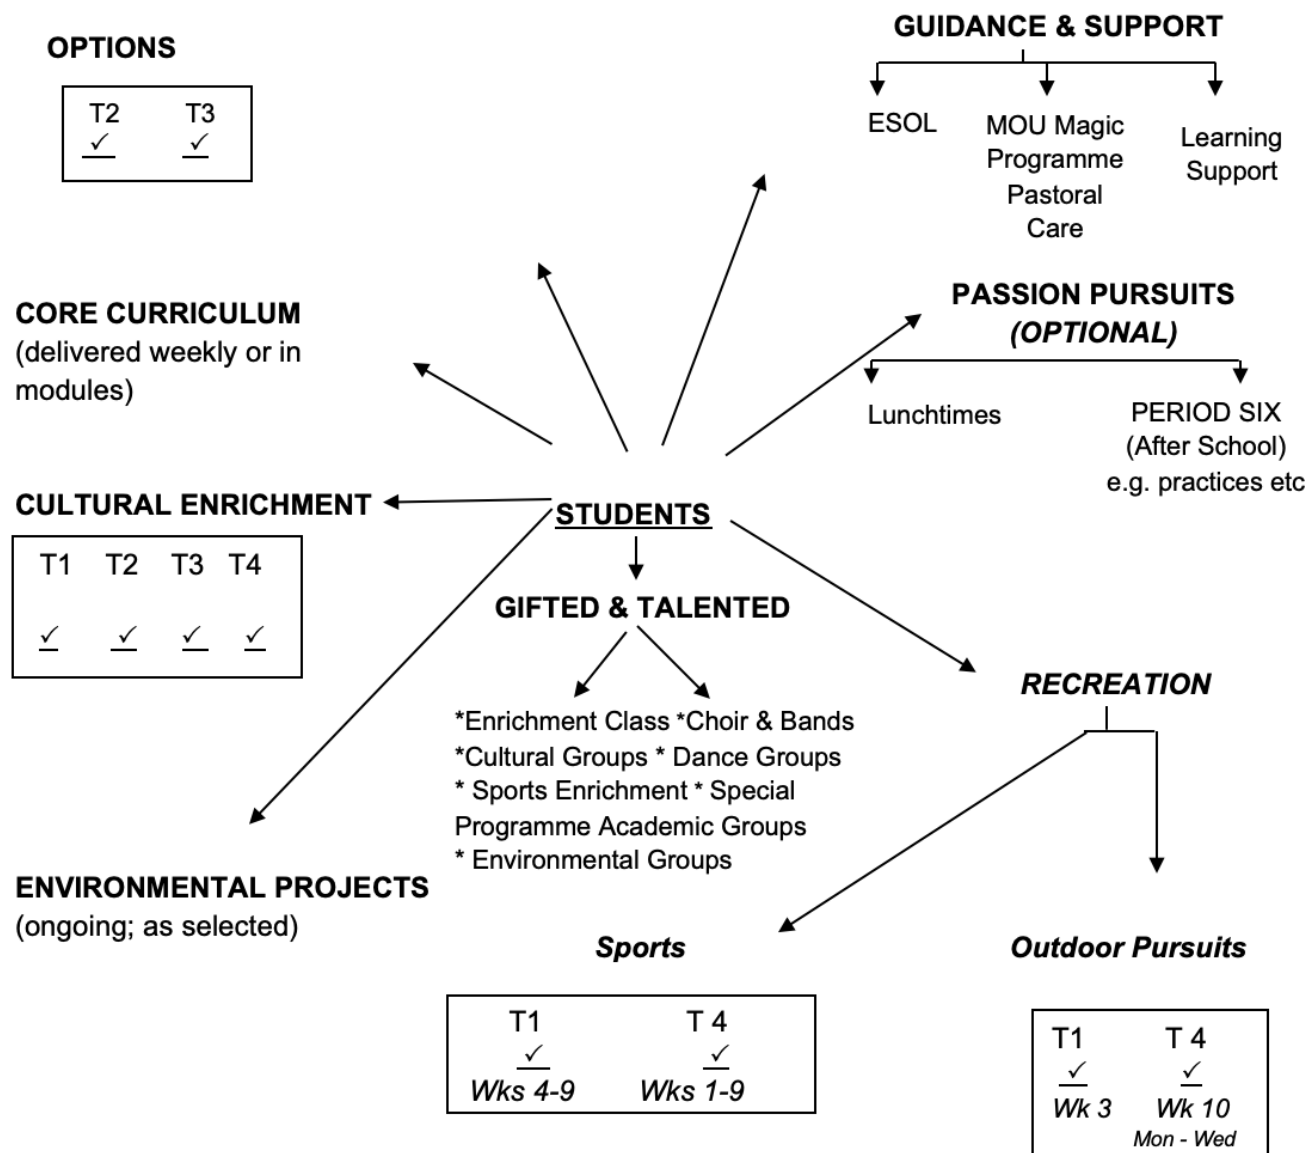 OPTIONS
T2 T3
✓ ✓
GUIDANCE & SUPPORT
ESOL
MOU Magic
Programme
Pastoral
Care
Learning
Support
CORE CURRICULUM
(delivered weekly or in
modules)
PASSION PURSUITS
(OPTIONAL)
Lunchtimes
PERIOD SIX
(After School)
e.g. practices etc
CULTURAL ENRICHMENT
T1 T2 T3 T4
✓ ✓ ✓ ✓
STUDENTS
GIFTED & TALENTED
*Enrichment Class *Choir & Bands
*Cultural Groups * Dance Groups
* Sports Enrichment * Special
Programme Academic Groups
* Environmental Groups
RECREATION
ENVIRONMENTAL PROJECTS
(ongoing; as selected)
Sports
T1 T 4
✓ ✓
Wks 4-9 Wks 1-9
Outdoor Pursuits
T1 T 4
✓ ✓
Wk 3 Wk 10
Mon - Wed